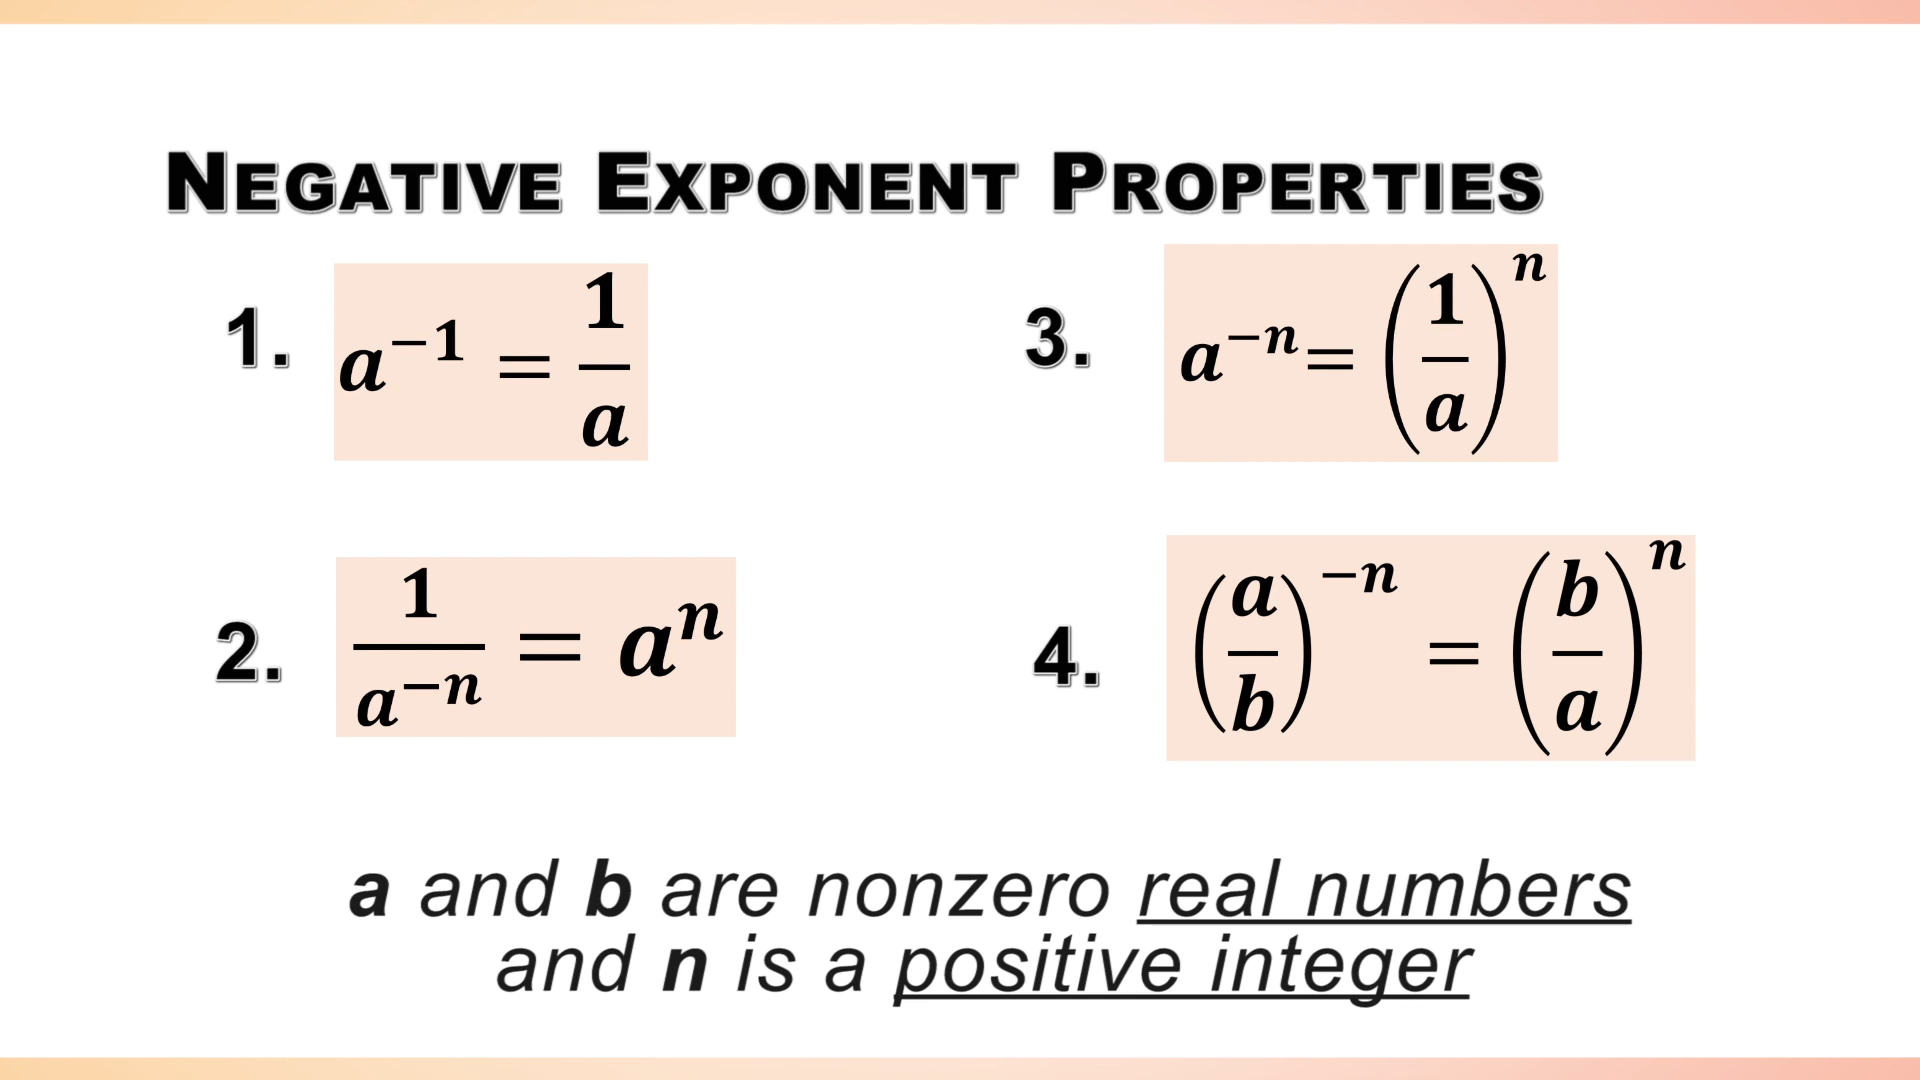 NEGATIVE EXPONENT PROPERTIES
1. a⁻¹ = 1/a
2. 1/a⁻ⁿ = aⁿ
3. a⁻ⁿ = (1/a)ⁿ
4. (a/b)⁻ⁿ = (b/a)ⁿ
a and b are nonzero real numbers
and n is a positive integer